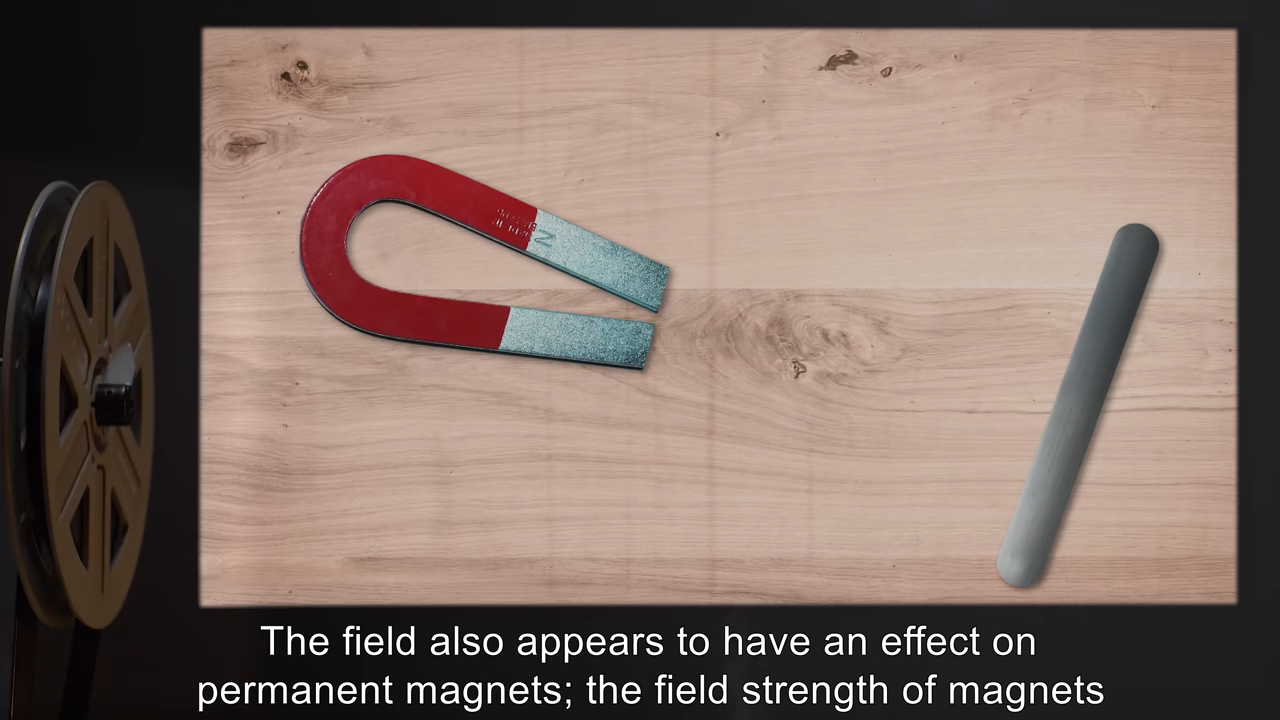 N
The field also appears to have an effect on
permanent magnets; the field strength of magnets